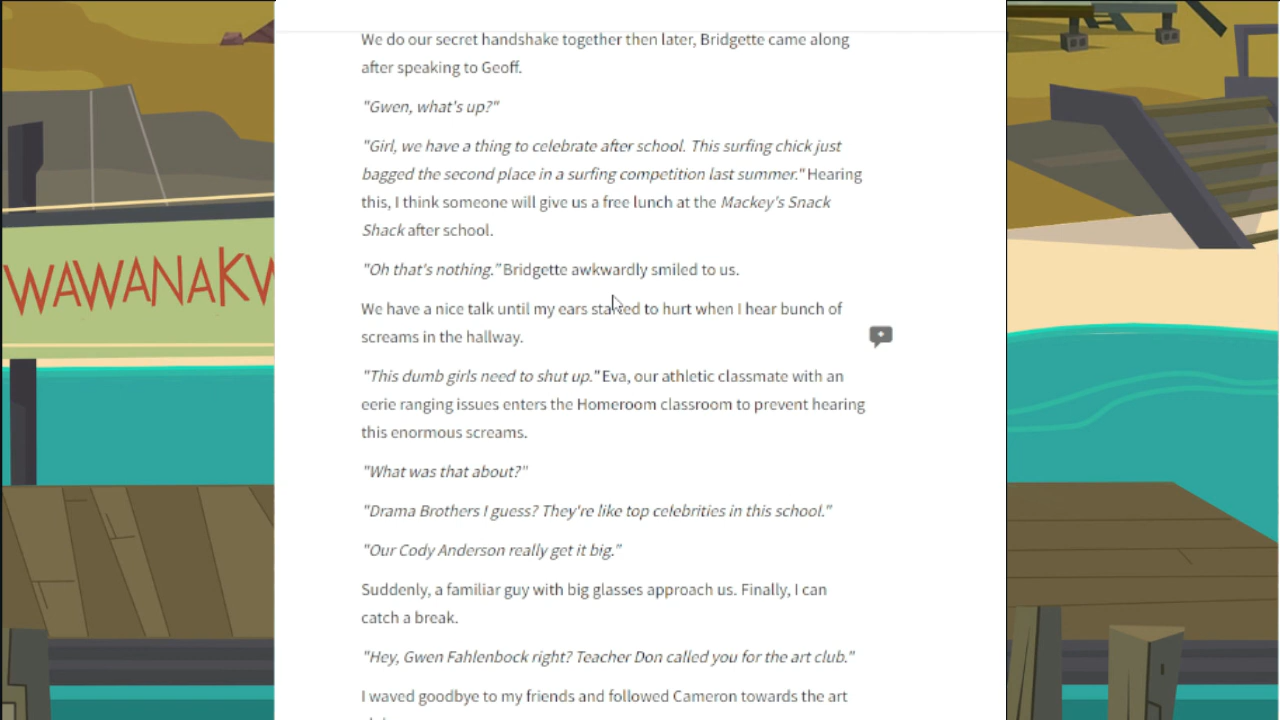 We do our secret handshake together then later, Bridgette came along
after speaking to Geoff.
"Gwen, what's up?"
"Girl, we have a thing to celebrate after school. This surfing chick just
bagged the second place in a surfing competition last summer." Hearing
this, I think someone will give us a free lunch at the Mackey's Snack
Shack after school.
"Oh that's nothing." Bridgette awkwardly smiled to us.
We have a nice talk until my ears started to hurt when I hear bunch of
screams in the hallway.
"This dumb girls need to shut up." Eva, our athletic classmate with an
eerie ranging issues enters the Homeroom classroom to prevent hearing
this enormous screams.
"What was that about?"
"Drama Brothers I guess? They're like top celebrities in this school."
"Our Cody Anderson really get it big."
Suddenly, a familiar guy with big glasses approach us. Finally, I can
catch a break.
"Hey, Gwen Fahlenbock right? Teacher Don called you for the art club."
I waved goodbye to my friends and followed Cameron towards the art
WAWANAKW